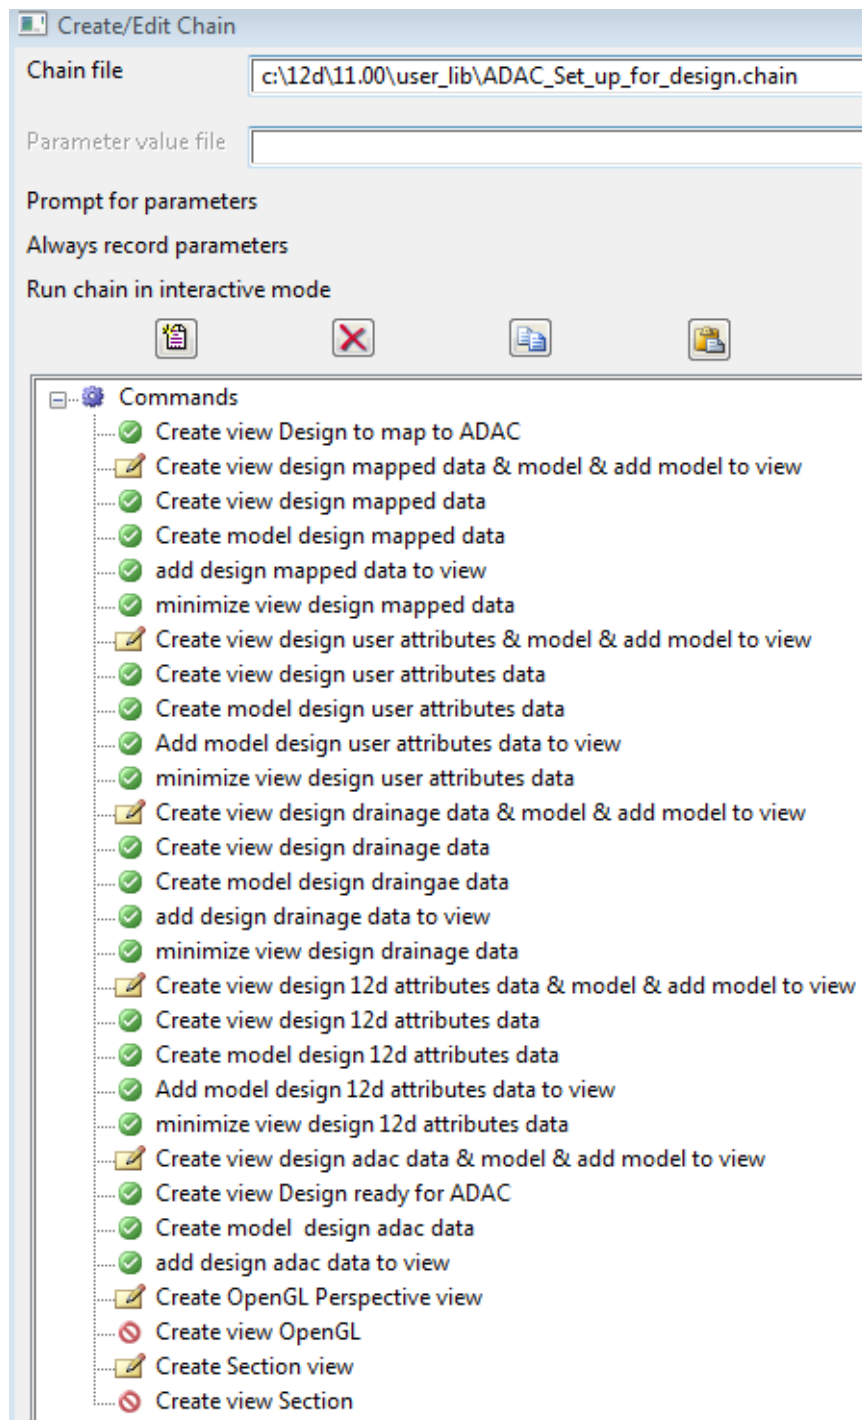 Create/Edit Chain
Chain file
c:\12d\11.00\user_lib\ADAC_Set_up_for_design.chain
Parameter value file
Prompt for parameters
Always record parameters
Run chain in interactive mode
Commands
Create view Design to map to ADAC
Create view design mapped data & model & add model to view
Create view design mapped data
Create model design mapped data
add design mapped data to view
minimize view design mapped data
Create view design user attributes & model & add model to view
Create view design user attributes data
Create model design user attributes data
Add model design user attributes data to view
minimize view design user attributes data
Create view design drainage data & model & add model to view
Create view design drainage data
Create model design draingae data
add design drainage data to view
minimize view design drainage data
Create view design 12d attributes data & model & add model to view
Create view design 12d attributes data
Create model design 12d attributes data
Add model design 12d attributes data to view
minimize view design 12d attributes data
Create view design adac data & model & add model to view
Create view Design ready for ADAC
Create model  design adac data
add design adac data to view
Create OpenGL Perspective view
Create view OpenGL
Create Section view
Create view Section